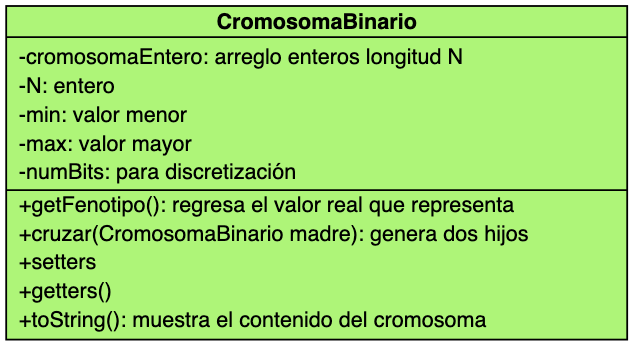 CromosomaBinario
-cromosomaEntero: arreglo enteros longitud N
-N: entero
-min: valor menor
-max: valor mayor
-numBits: para discretización
+getFenotipo(): regresa el valor real que representa
+cruzar(CromosomaBinario madre): genera dos hijos
+setters
+getters()
+toString(): muestra el contenido del cromosoma